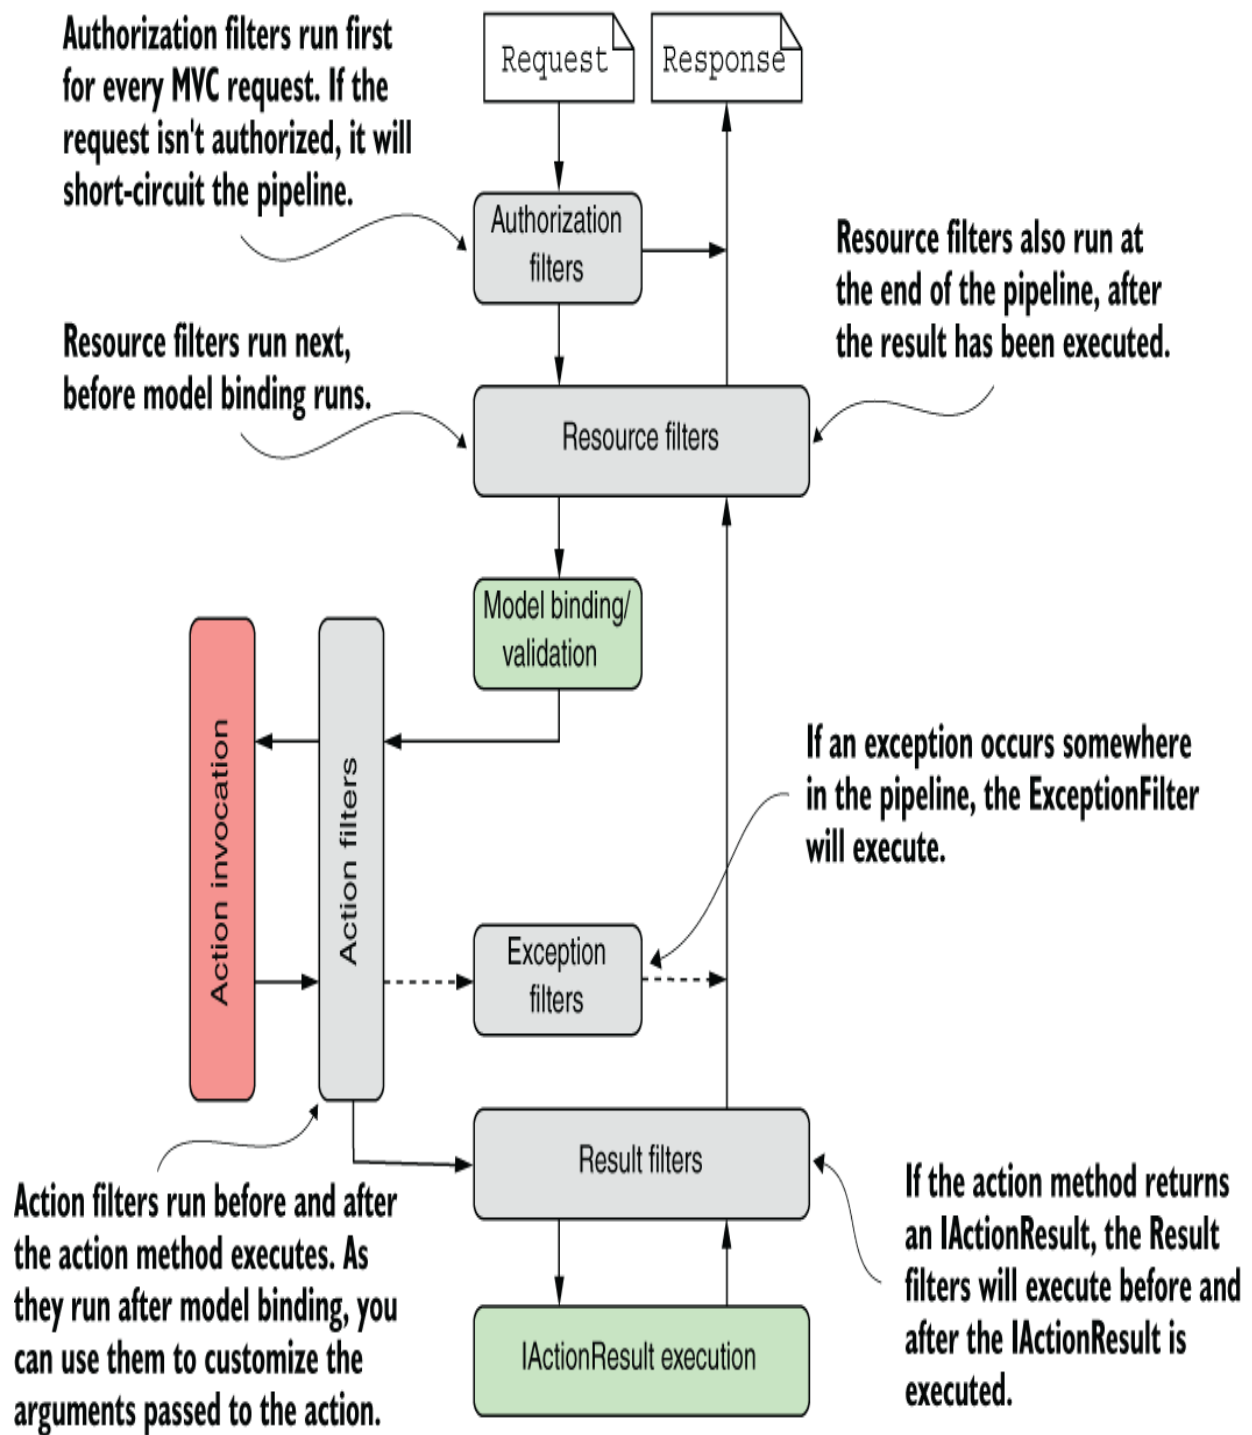 Authorization filters run first
for every MVC request. If the
request isn't authorized, it will
short-circuit the pipeline.
Request
Response
Authorization
filters
Resource filters also run at
the end of the pipeline, after
the result has been executed.
Resource filters run next,
before model binding runs.
Resource filters
Model binding/
validation
Action invocation
Action filters
If an exception occurs somewhere
in the pipeline, the ExceptionFilter
will execute.
Exception
filters
Result filters
Action filters run before and after
the action method executes. As
they run after model binding, you
can use them to customize the
arguments passed to the action.
If the action method returns
an IActionResult, the Result
filters will execute before and
after the IActionResult is
executed.
IActionResult execution